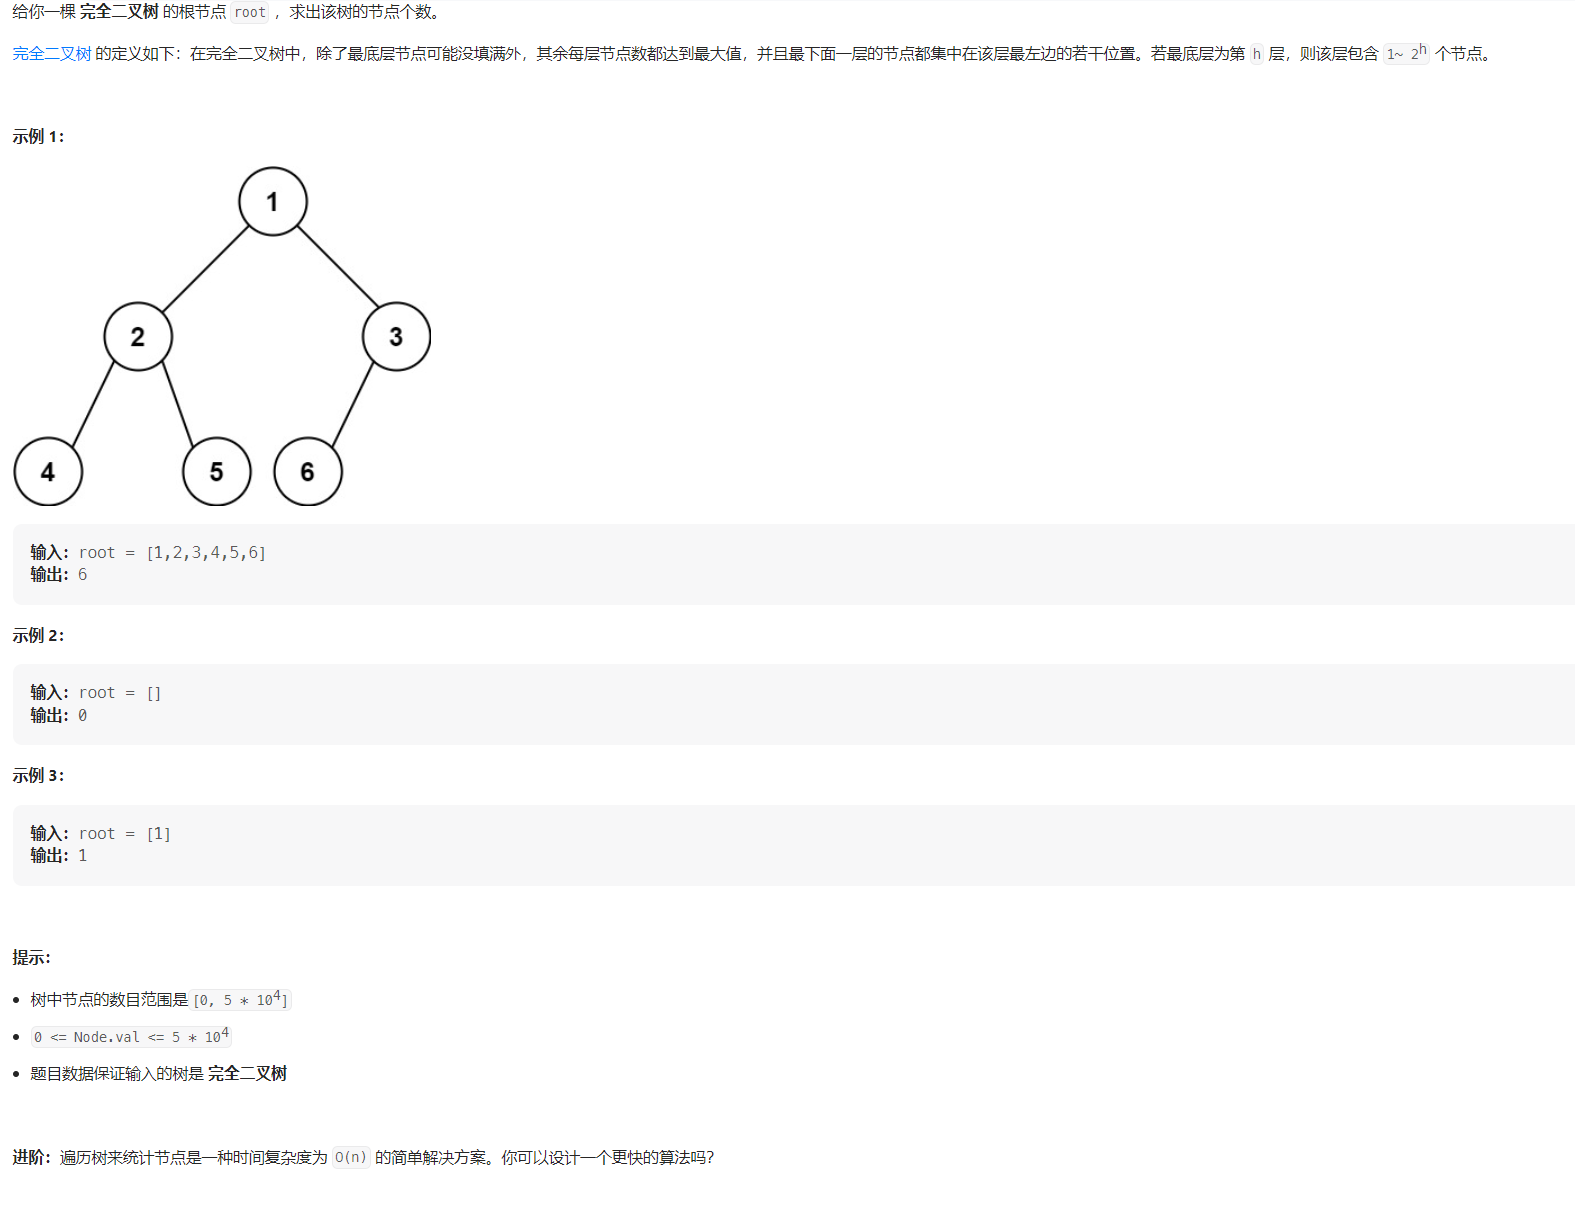 给你一棵 完全二叉树 的根节点 root ，求出该树的节点个数。
完全二叉树 的定义如下：在完全二叉树中，除了最底层节点可能没填满外，其余每层节点数都达到最大值，并且最下面一层的节点都集中在该层最左边的若干位置。若最底层为第 h 层，则该层包含 1~ 2^h 个节点。
示例 1：
1
2 3
4 5 6
输入：root = [1,2,3,4,5,6]
输出：6
示例 2：
输入：root = []
输出：0
示例 3：
输入：root = [1]
输出：1
提示：
• 树中节点的数目范围是[0, 5 * 10^4]
• 0 <= Node.val <= 5 * 10^4
• 题目数据保证输入的树是 完全二叉树
进阶：遍历树来统计节点是一种时间复杂度为 O(n) 的简单解决方案。你可以设计一个更快的算法吗？